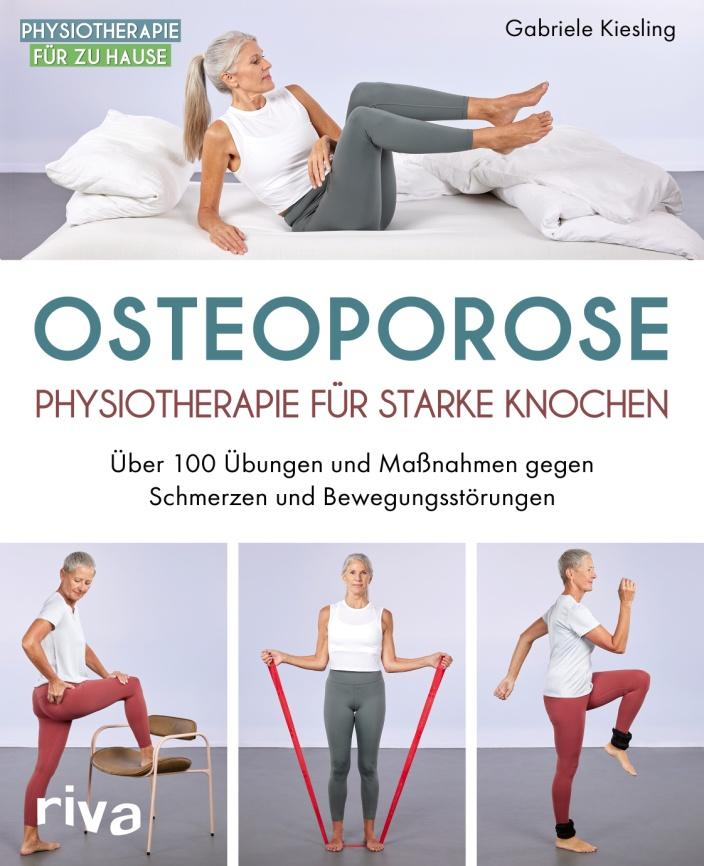 PHYSIOTHERAPIE
FÜR ZU HAUSE
Gabriele Kiesling
OSTEOPOROSE
PHYSIOTHERAPIE FÜR STARKE KNOCHEN
Über 100 Übungen und Maßnahmen gegen
Schmerzen und Bewegungsstörungen
riva